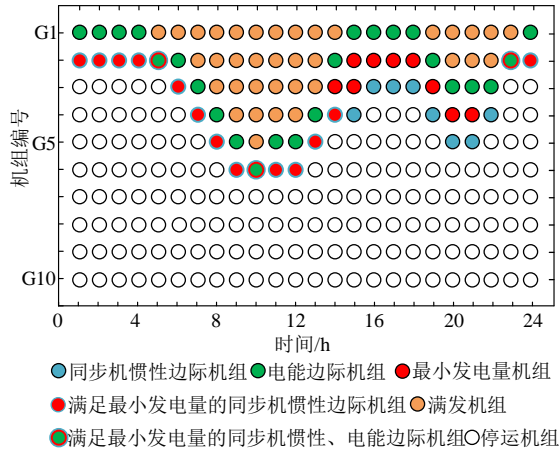 G1
G5
G10
机组编号
0 4 8 12 16 20 24
时间/h
同步机惯性边际机组 电能边际机组 最小发电量机组
满足最小发电量的同步机惯性边际机组 满发机组
满足最小发电量的同步机惯性、电能边际机组 停运机组